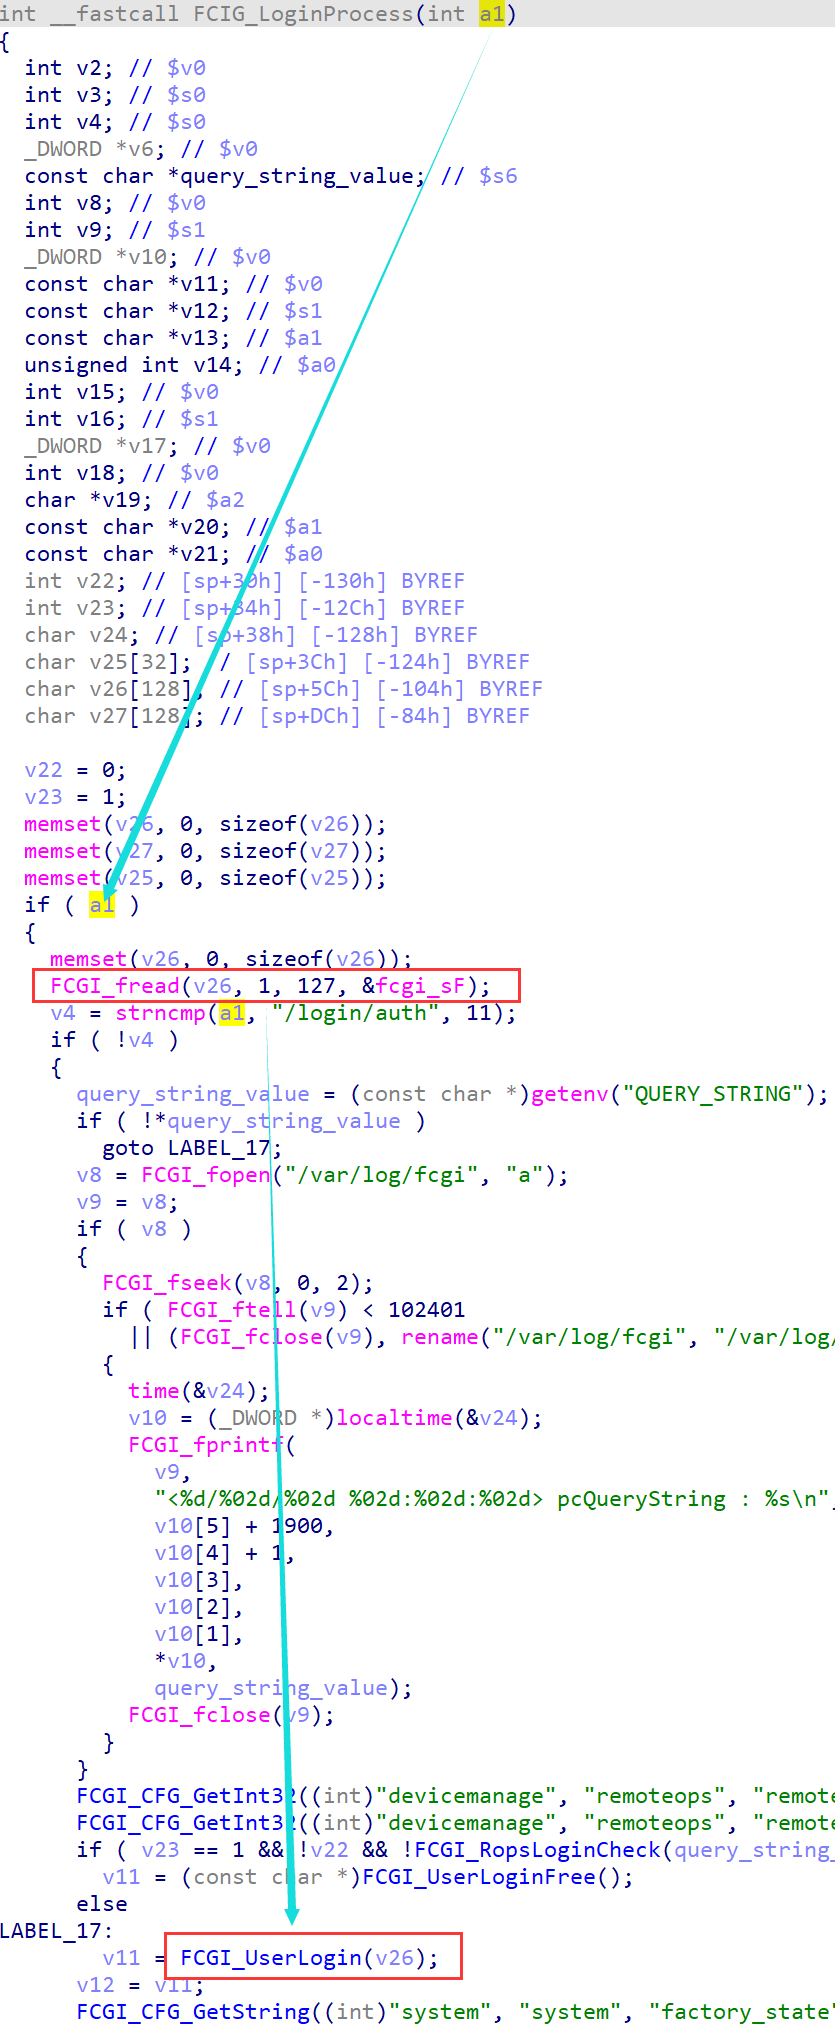 int __fastcall FCIG_LoginProcess(int a1)
{
int v2; // $v0
int v3; // $s0
int v4; // $s0
_DWORD *v6; // $v0
const char *query_string_value; // $s6
int v8; // $v0
int v9; // $s1
_DWORD *v10; // $v0
const char *v11; // $v0
const char *v12; // $s1
const char *v13; // $a1
unsigned int v14; // $a0
int v15; // $v0
int v16; // $s1
_DWORD *v17; // $v0
int v18; // $v0
char *v19; // $a2
const char *v20; // $a1
const char *v21; // $a0
int v22; // [sp+30h] [-130h] BYREF
int v23; // [sp+34h] [-12Ch] BYREF
char v24; // [sp+38h] [-128h] BYREF
char v25[32]; / [sp+3Ch] [-124h] BYREF
char v26[128]; // [sp+5Ch] [-104h] BYREF
char v27[128]; // [sp+DCh] [-84h] BYREF
v22 = 0;
v23 = 1;
memset(v26, 0, sizeof(v26));
memset(v27, 0, sizeof(v27));
memset(v25, 0, sizeof(v25));
if ( a1 )
{
memset(v26, 0, sizeof(v26));
FCGI_fread(v26, 1, 127, &fcgi_sF);
v4 = strncmp(a1, "/login/auth", 11);
if ( !v4 )
{
query_string_value = (const char *)getenv("QUERY_STRING");
if ( !*query_string_value )
goto LABEL_17;
v8 = FCGI_fopen("/var/log/fcgi", "a");
v9 = v8;
if ( v8 )
{
FCGI_fseek(v8, 0, 2);
if ( FCGI_ftell(v9) < 102401
|| (FCGI_fclose(v9), rename("/var/log/fcgi", "/var/log/
{
time(&v24);
v10 = (_DWORD *)localtime(&v24);
FCGI_fprintf(
v9,
"<%d/%02d/%02d %02d:%02d:%02d> pcQueryString : %s\n",
v10[5] + 1900,
v10[4] + 1,
v10[3],
v10[2],
v10[1],
*v10,
query_string_value);
FCGI_fclose(v9);
}
}
FCGI_CFG_GetInt32((int)"devicemanage", "remoteops", "remote
FCGI_CFG_GetInt32((int)"devicemanage", "remoteops", "remote
if ( v23 == 1 && !v22 && !FCGI_RopsLoginCheck(query_string_
v11 = (const char *)FCGI_UserLoginFree();
else
LABEL_17:
v11 = FCGI_UserLogin(v26);
v12 = v11;
FCGI_CFG_GetString((int)"system", "system", "factory_state"